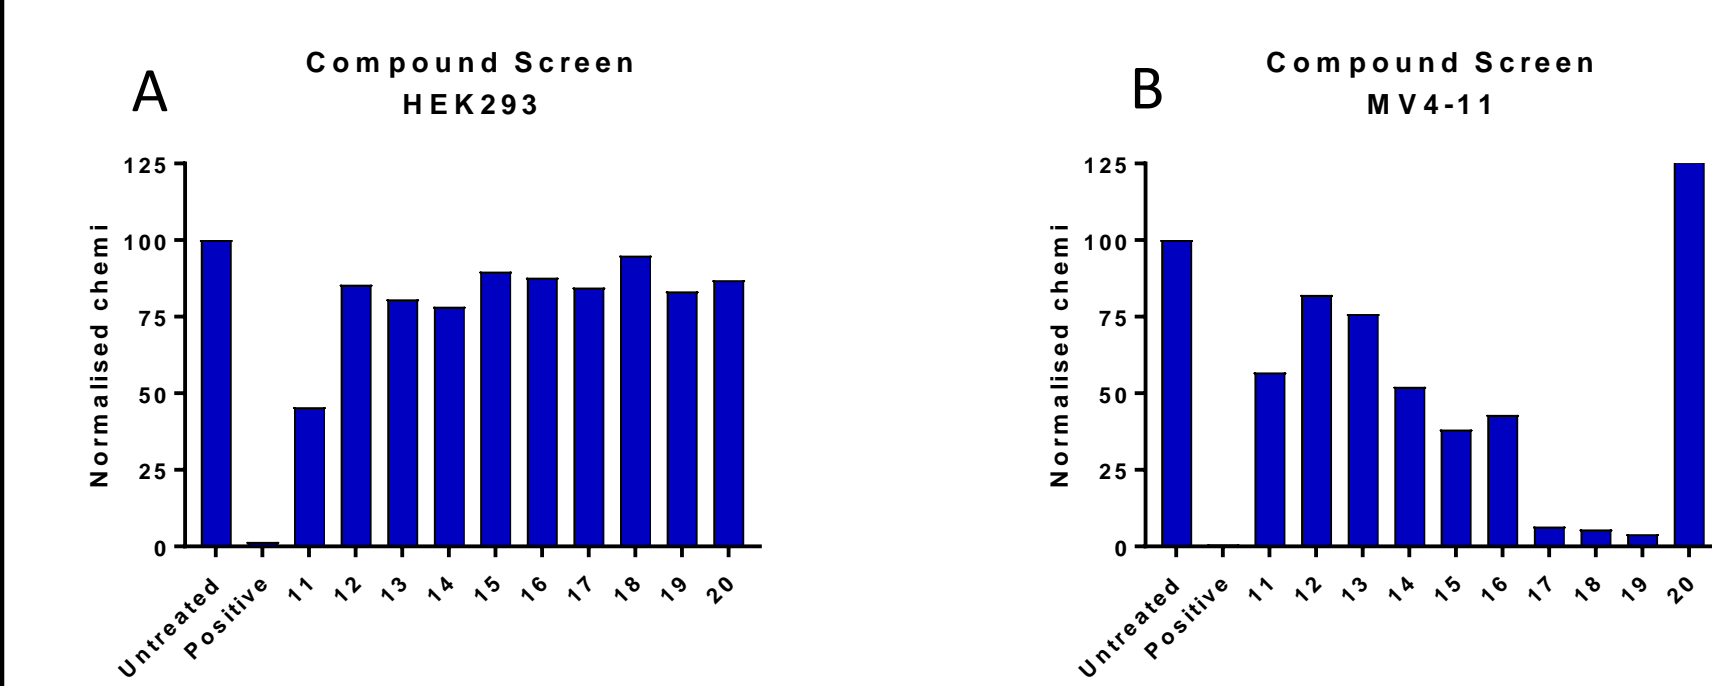 A
Compound Screen
HEK293
Normalised chemi
125
100
75
50
25
0
Untreated
Positive
11
12
13
14
15
16
17
18
19
20
B
Compound Screen
MV4-11
Normalised chemi
125
100
75
50
25
0
Untreated
Positive
11
12
13
14
15
16
17
18
19
20